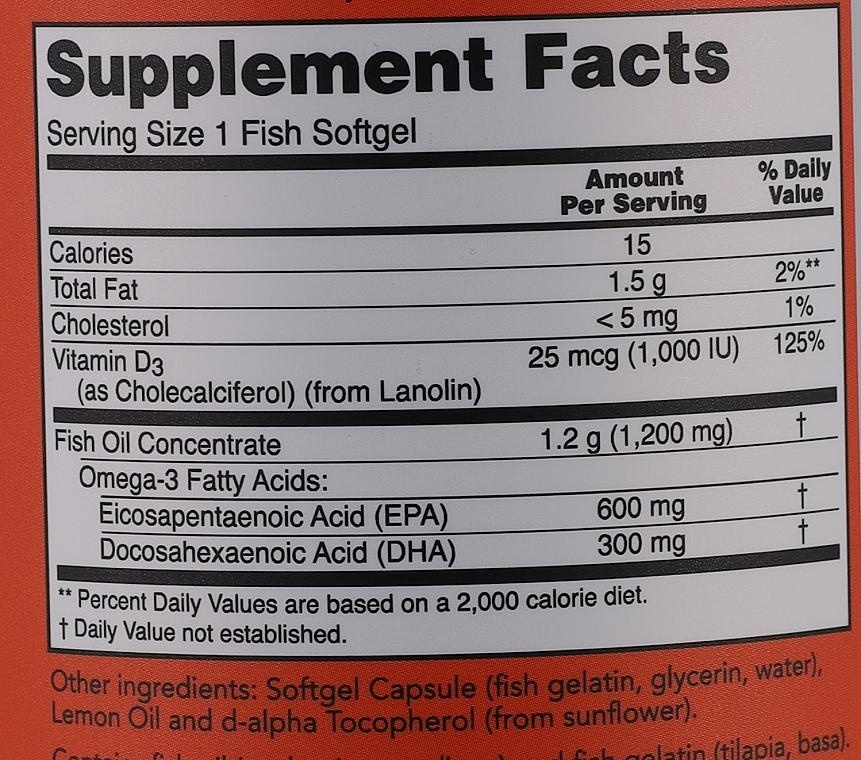 Supplement Facts
Serving Size 1 Fish Softgel
Amount Per Serving % Daily Value
Calories 15
Total Fat 1.5 g 2%**
Cholesterol < 5 mg 1%
Vitamin D3 25 mcg (1,000 IU) 125%
(as Cholecalciferol) (from Lanolin)
Fish Oil Concentrate 1.2 g (1,200 mg) †
Omega-3 Fatty Acids:
Eicosapentaenoic Acid (EPA) 600 mg †
Docosahexaenoic Acid (DHA) 300 mg †
** Percent Daily Values are based on a 2,000 calorie diet.
† Daily Value not established.
Other ingredients: Softgel Capsule (fish gelatin, glycerin, water),
Lemon Oil and d-alpha Tocopherol (from sunflower).
fish gelatin (tilapia, basa).